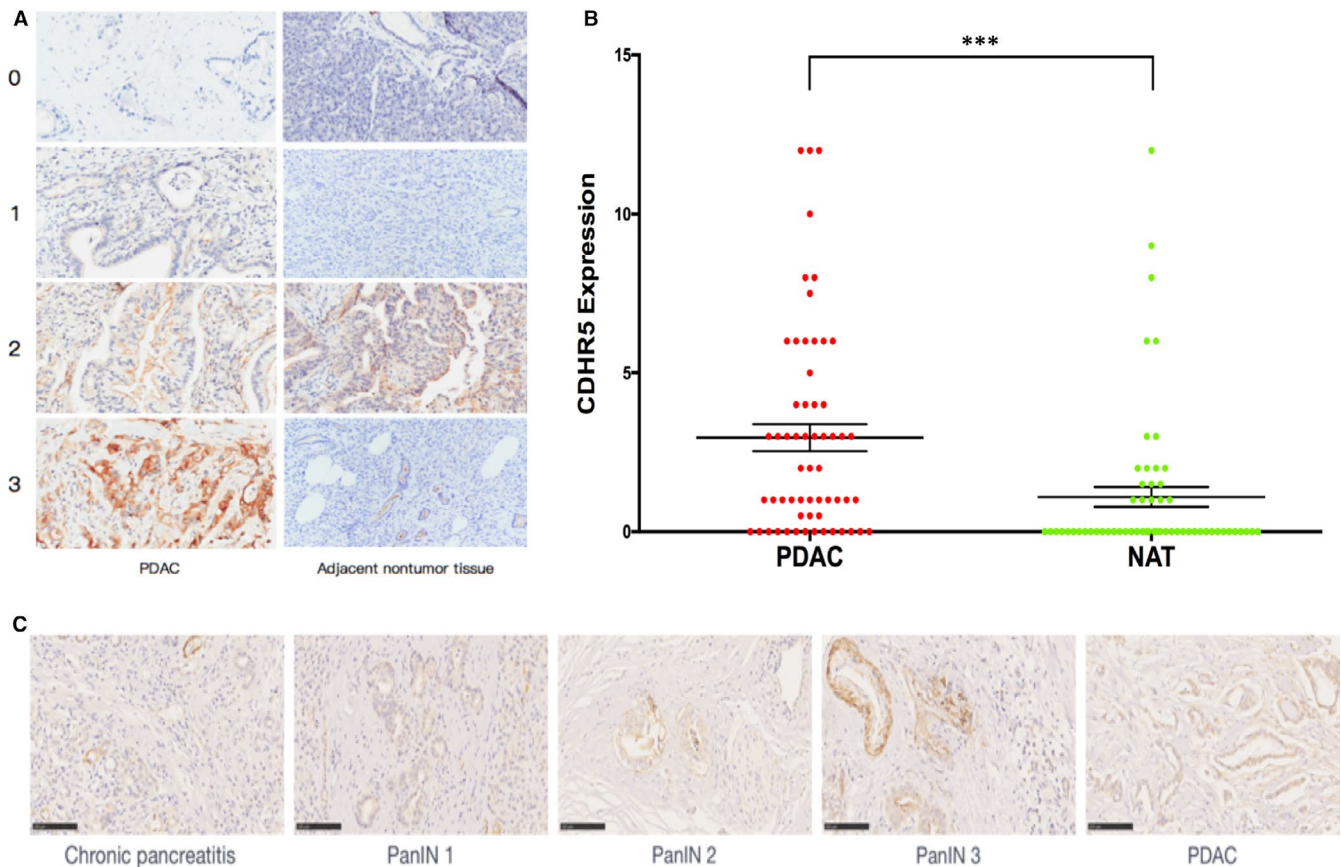 A
0
1
2
3
PDAC
Adjacent nontumor tissue
B
***
CDHR5 Expression
15
10
5
0
PDAC
NAT
C
Chronic pancreatitis
PanIN 1
PanIN 2
PanIN 3
PDAC